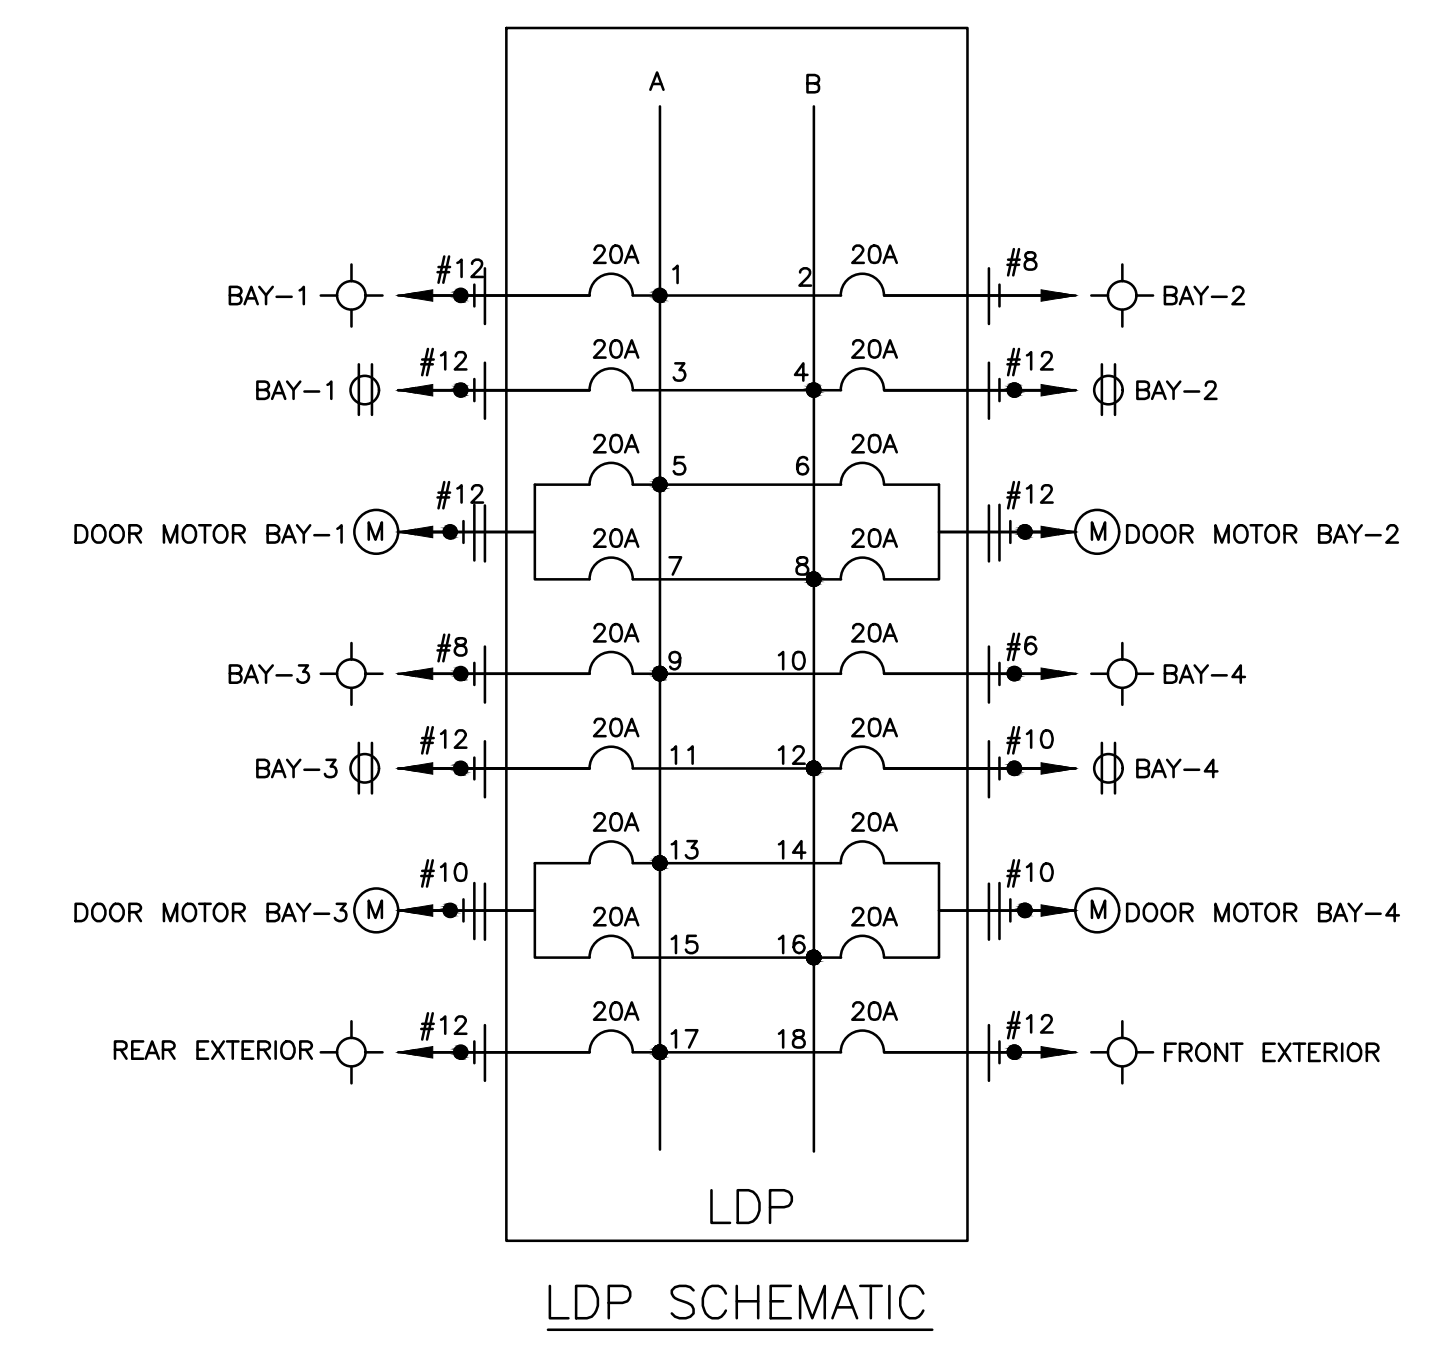 A B
20A 20A
BAY-1 #12 1 2 #8 BAY-2
20A 20A
BAY-1 #12 3 4 #12 BAY-2
20A 20A
5 6
DOOR MOTOR BAY-1 M #12 #12 M DOOR MOTOR BAY-2
20A 20A
7 8
20A 20A
BAY-3 #8 9 10 #6 BAY-4
20A 20A
BAY-3 #12 11 12 #10 BAY-4
20A 20A
13 14
DOOR MOTOR BAY-3 M #10 #10 M DOOR MOTOR BAY-4
20A 20A
15 16
20A 20A
REAR EXTERIOR #12 17 18 #12 FRONT EXTERIOR
LDP
LDP SCHEMATIC